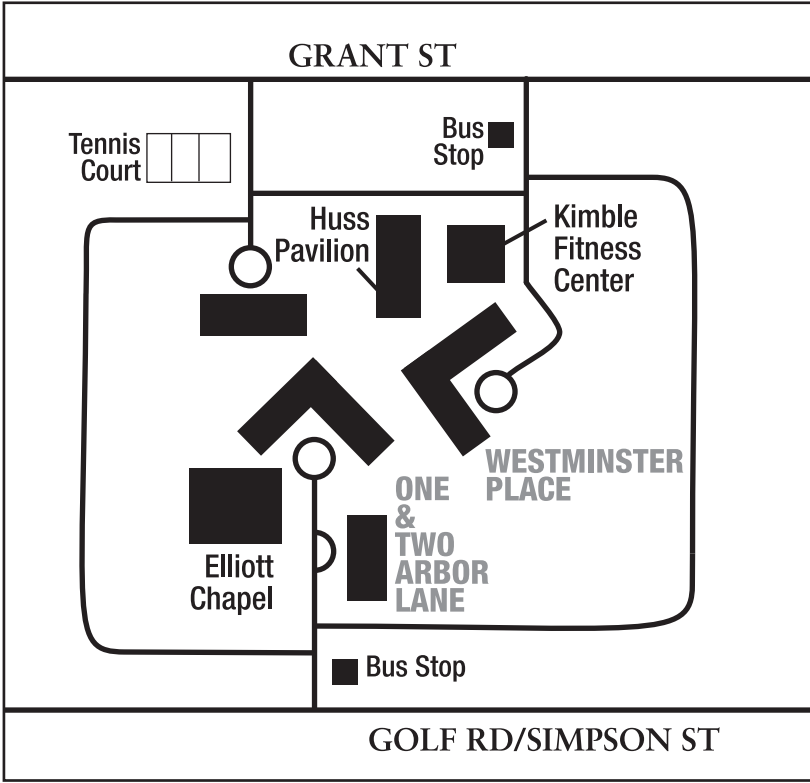 GRANT ST
Tennis
Court
Bus
Stop
Huss
Pavilion
Kimble
Fitness
Center
WESTMINSTER
PLACE
ONE
&
TWO
ARBOR
LANE
Elliott
Chapel
Bus Stop
GOLF RD/SIMPSON ST